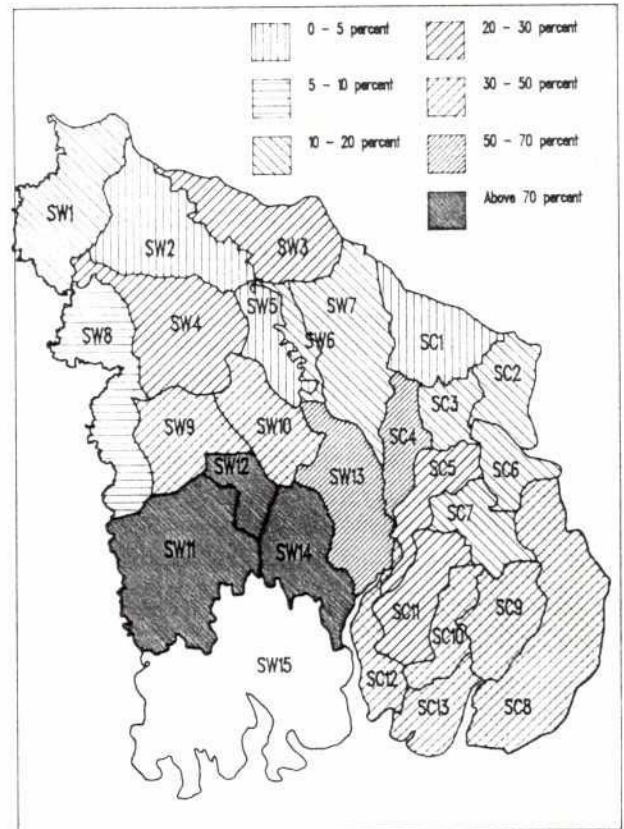 0 - 5 percent
20 - 30 percent
5 - 10 percent
30 - 50 percent
10 - 20 percent
50 - 70 percent
Above 70 percent
SW1
SW2
SW3
SW4
SW5
SW6
SW7
SW8
SC1
SC2
SC3
SW9
SW10
SC4
SC5
SC6
SW12
SW13
SC7
SW11
SW14
SC11
SC10
SC9
SW15
SC12
SC13
SC8